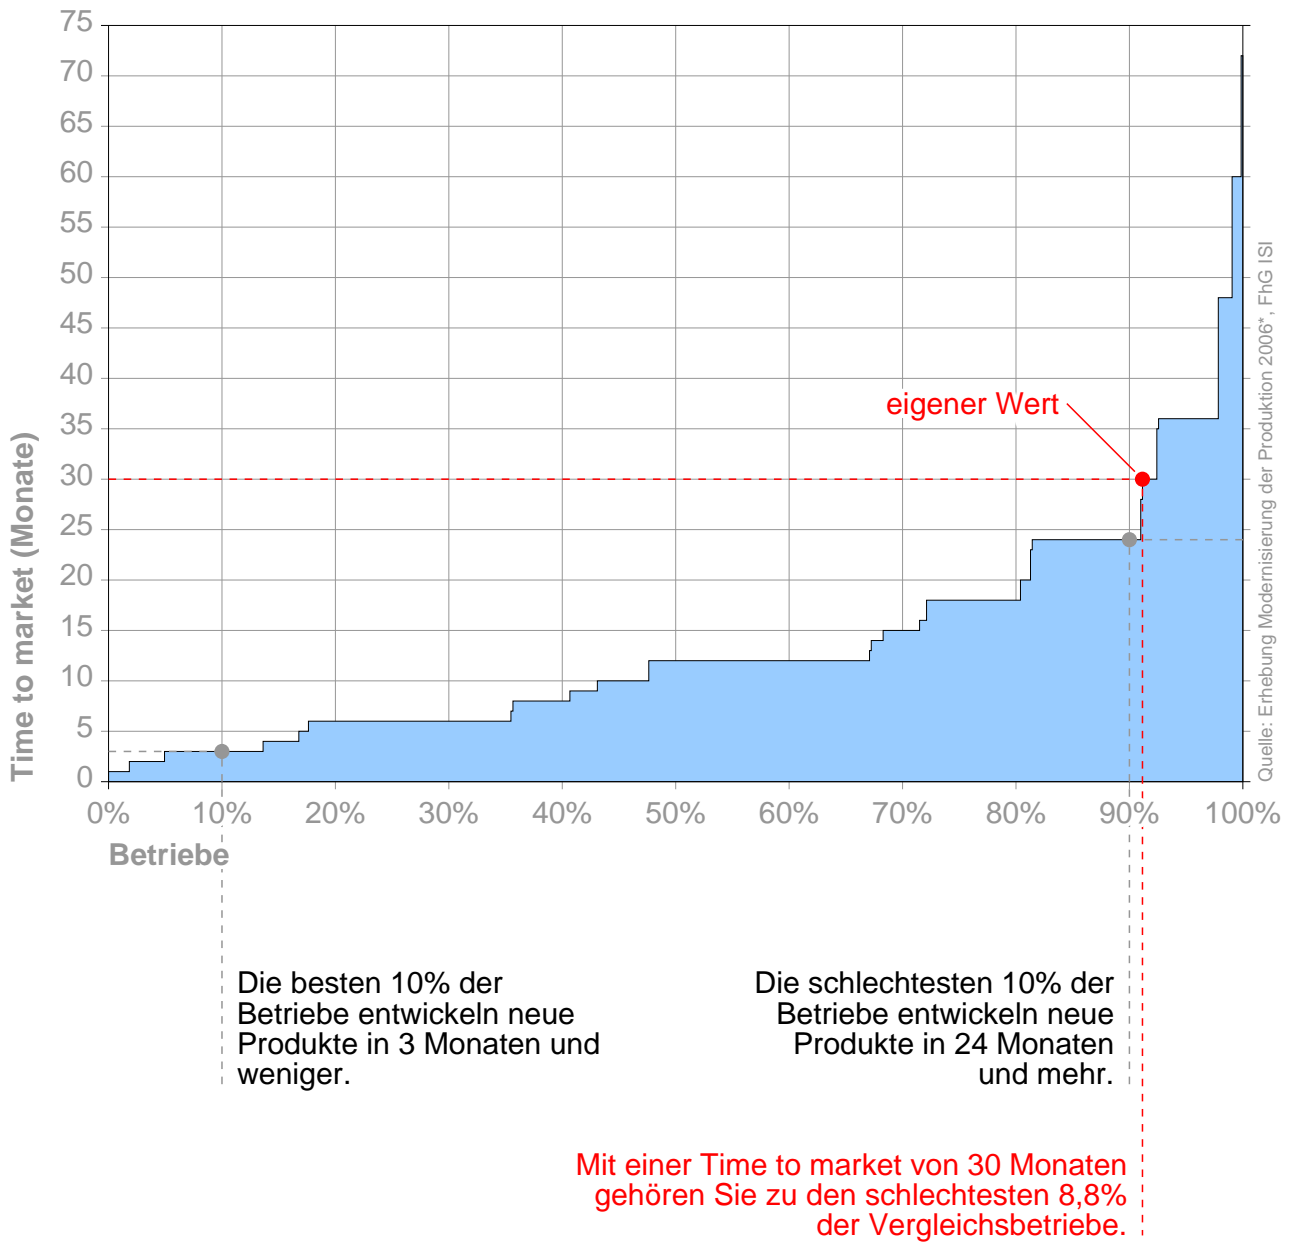 75
70
65
60
55
50
45
40
35
30
25
20
15
10
5
0
Time to market (Monate)
eigener Wert
Quelle: Erhebung Modernisierung der Produktion 2006*, FhG ISI
0% 10% 20% 30% 40% 50% 60% 70% 80% 90% 100%
Betriebe
Die besten 10% der
Betriebe entwickeln neue
Produkte in 3 Monaten und
weniger.
Die schlechtesten 10% der
Betriebe entwickeln neue
Produkte in 24 Monaten
und mehr.
Mit einer Time to market von 30 Monaten
gehören Sie zu den schlechtesten 8,8%
der Vergleichsbetriebe.